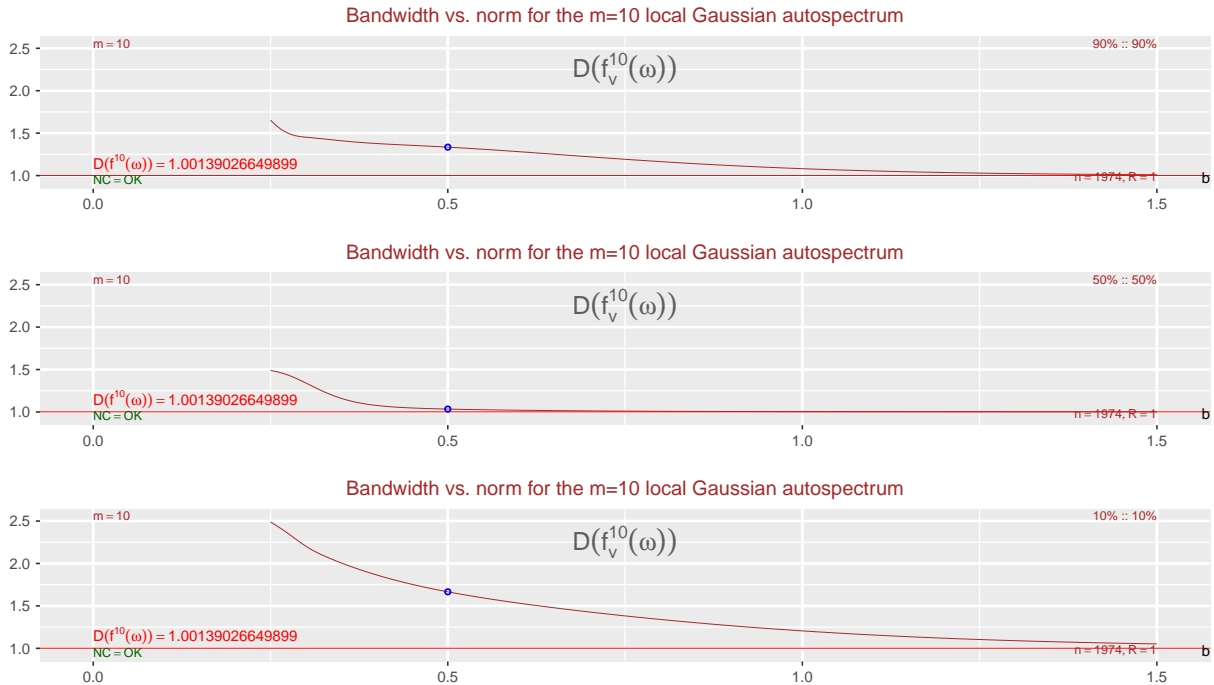 Bandwidth vs. norm for the m=10 local Gaussian autospectrum
m = 10
90% :: 90%
D(f_v^10(ω))
2.5
2.0
1.5
1.0
D(f^10(ω)) = 1.00139026649899
NC = OK
n = 1974, R = 1
b
0.0 0.5 1.0 1.5
Bandwidth vs. norm for the m=10 local Gaussian autospectrum
m = 10
50% :: 50%
D(f_v^10(ω))
2.5
2.0
1.5
1.0
D(f^10(ω)) = 1.00139026649899
NC = OK
n = 1974, R = 1
b
0.0 0.5 1.0 1.5
Bandwidth vs. norm for the m=10 local Gaussian autospectrum
m = 10
10% :: 10%
D(f_v^10(ω))
2.5
2.0
1.5
1.0
D(f^10(ω)) = 1.00139026649899
NC = OK
n = 1974, R = 1
b
0.0 0.5 1.0 1.5